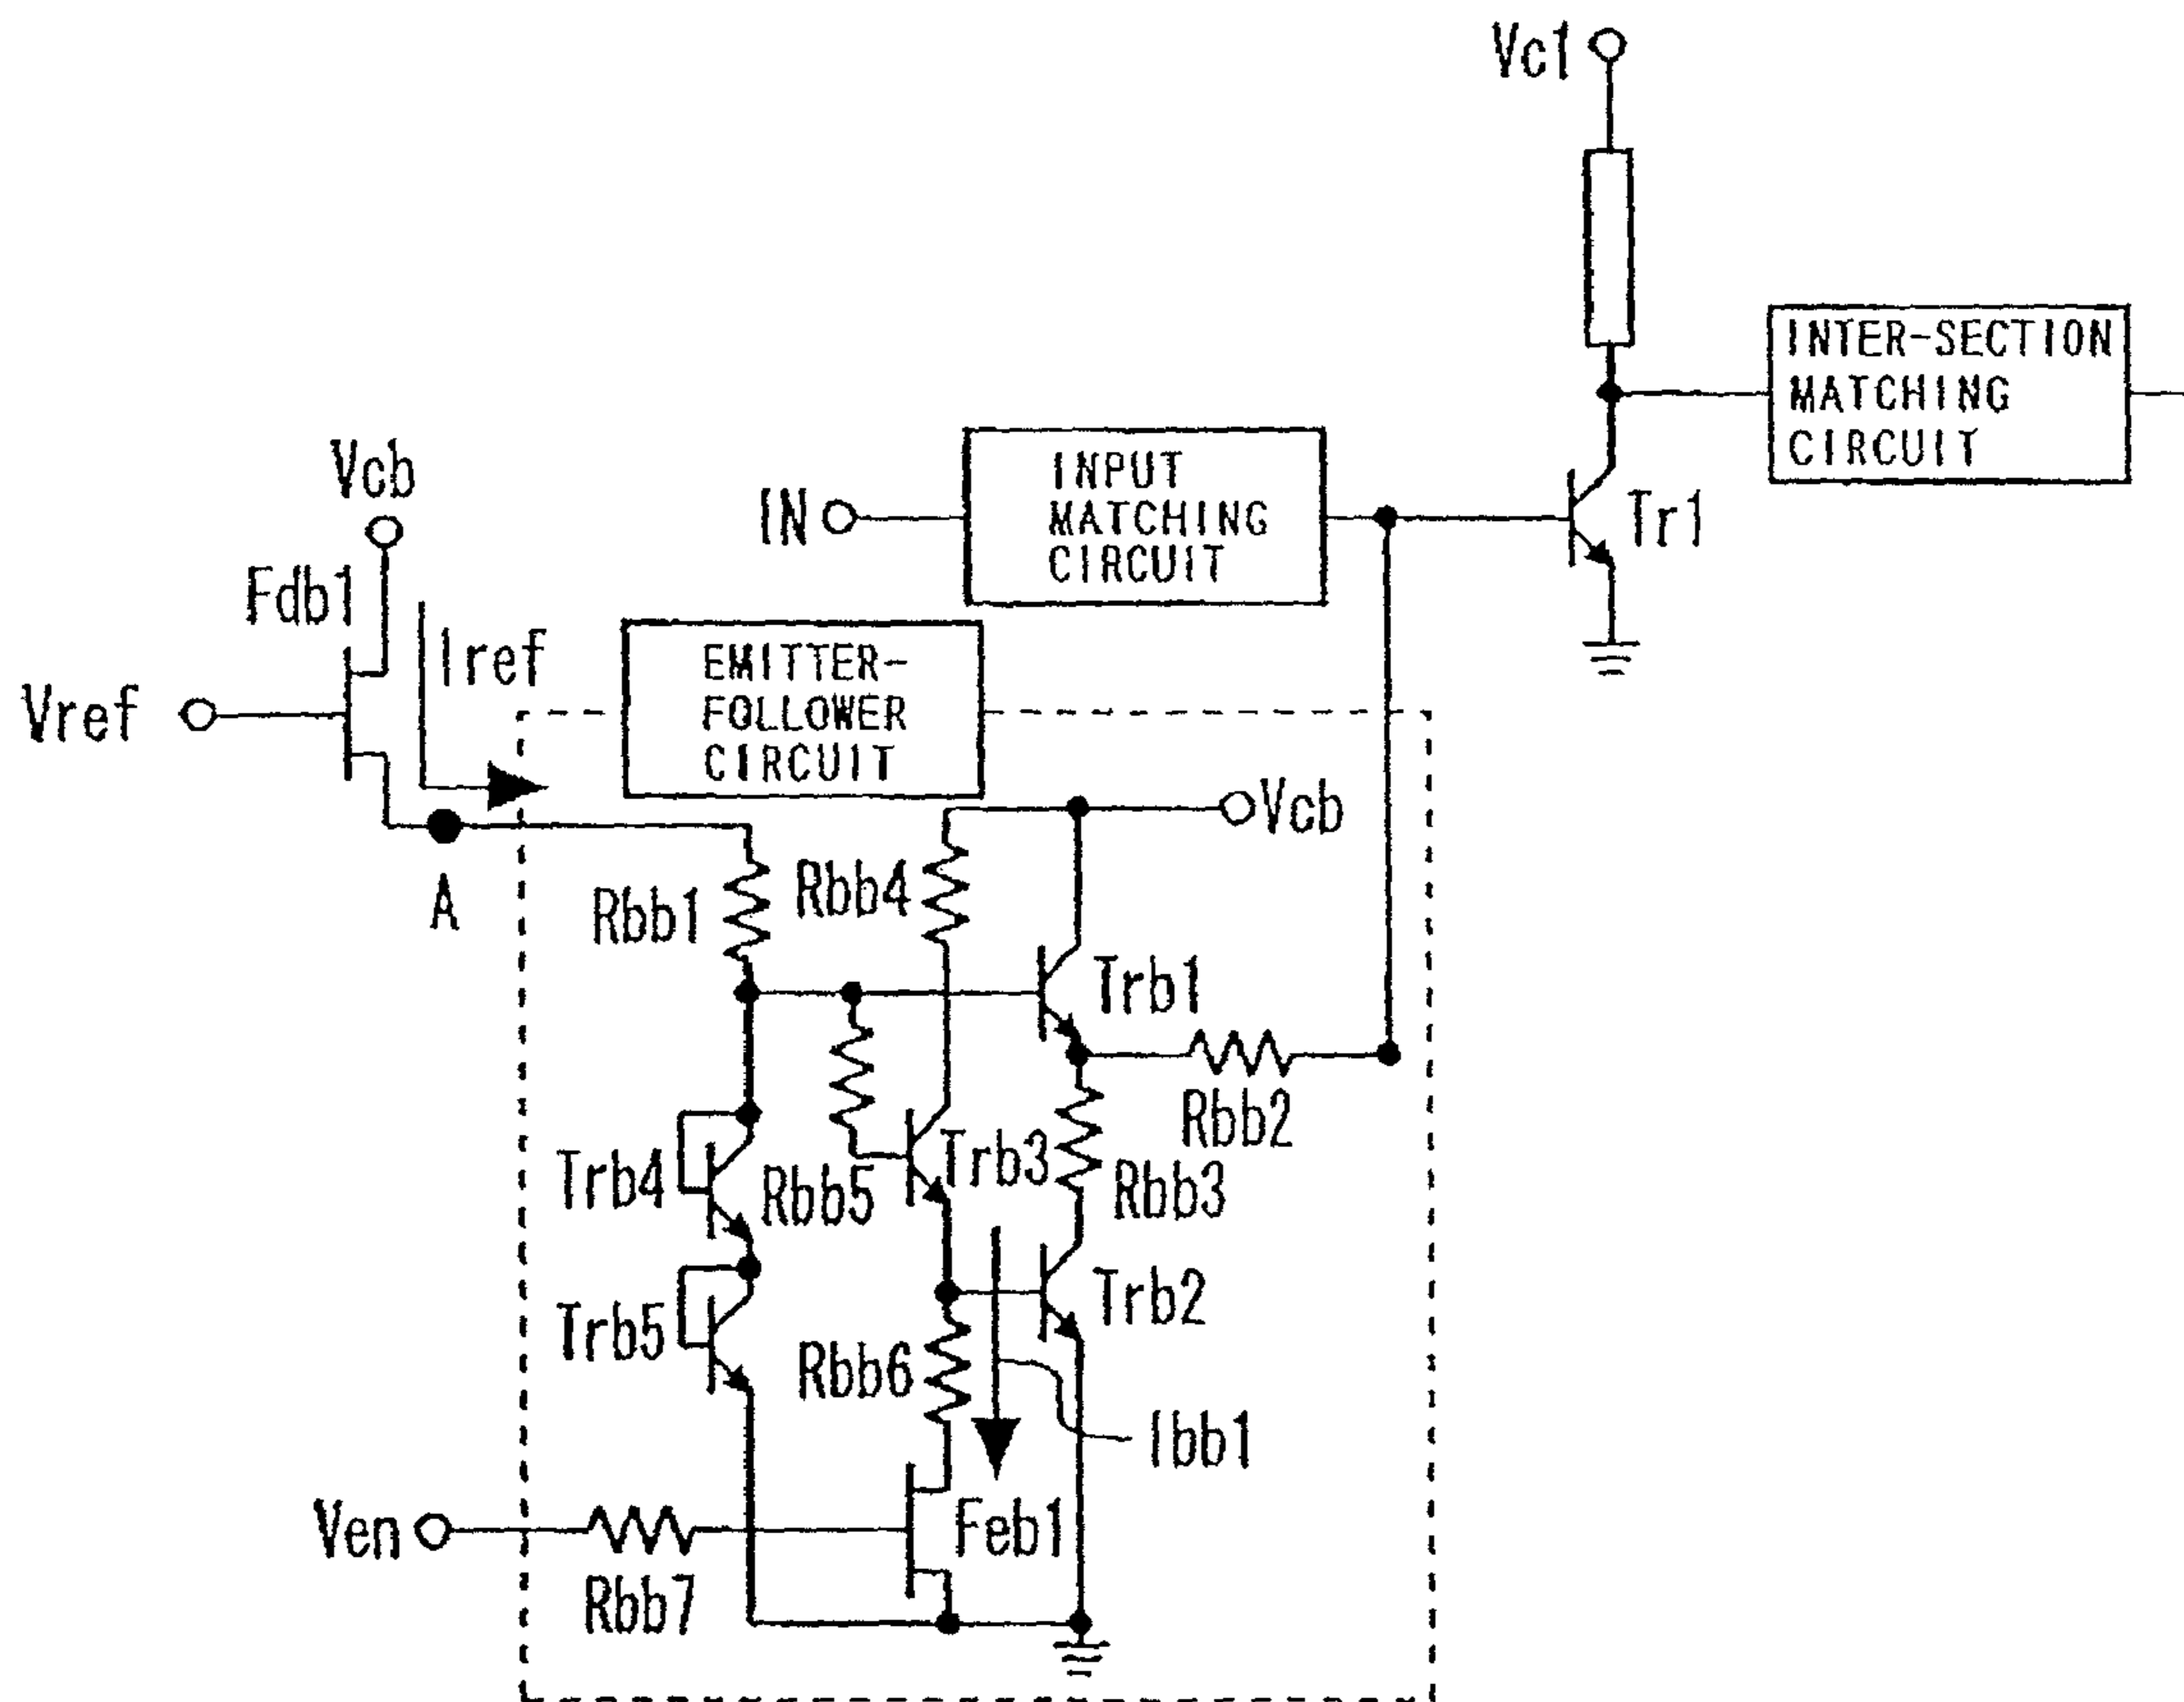 Vc1
INTER-SECTION
MATCHING
CIRCUIT
Vcb
INPUT
MATCHING
CIRCUIT
IN
Tr1
Fdb1
Iref
EMITTER-
FOLLOWER
CIRCUIT
Vref
Vcb
A
Rbb1
Rbb4
Trb1
Rbb2
Trb4
Rbb5
Trb3
Rbb3
Trb5
Rbb6
Trb2
Ibb1
Ven
Rbb7
Feb1